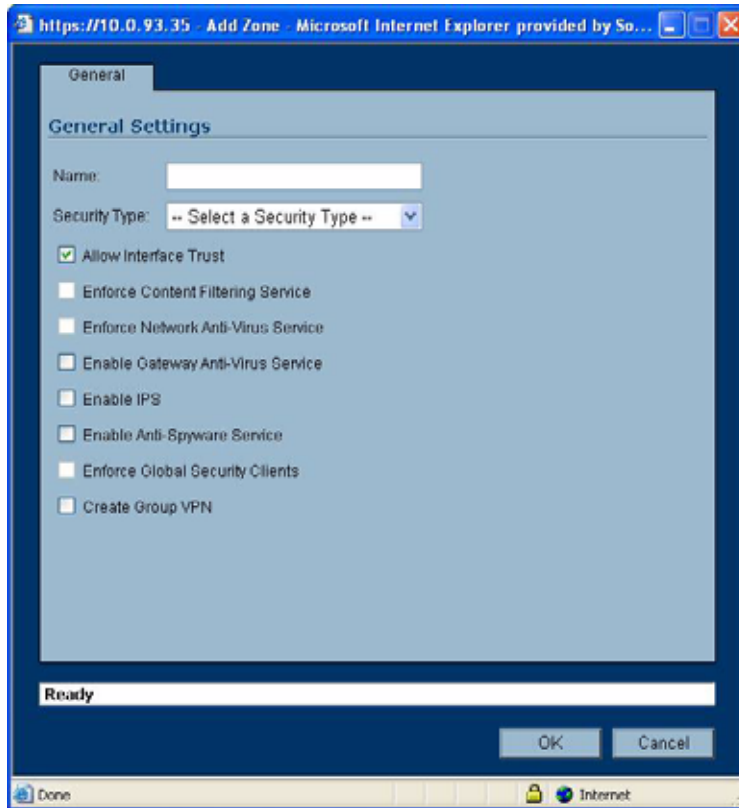 https://10.0.93.35 - Add Zone - Microsoft Internet Explorer provided by So...
General
General Settings
Name:
Security Type: -- Select a Security Type --
Allow Interface Trust
Enforce Content Filtering Service
Enforce Network Anti-Virus Service
Enable Gateway Anti-Virus Service
Enable IPS
Enable Anti-Spyware Service
Enforce Global Security Clients
Create Group VPN
Ready
OK Cancel
Done Internet